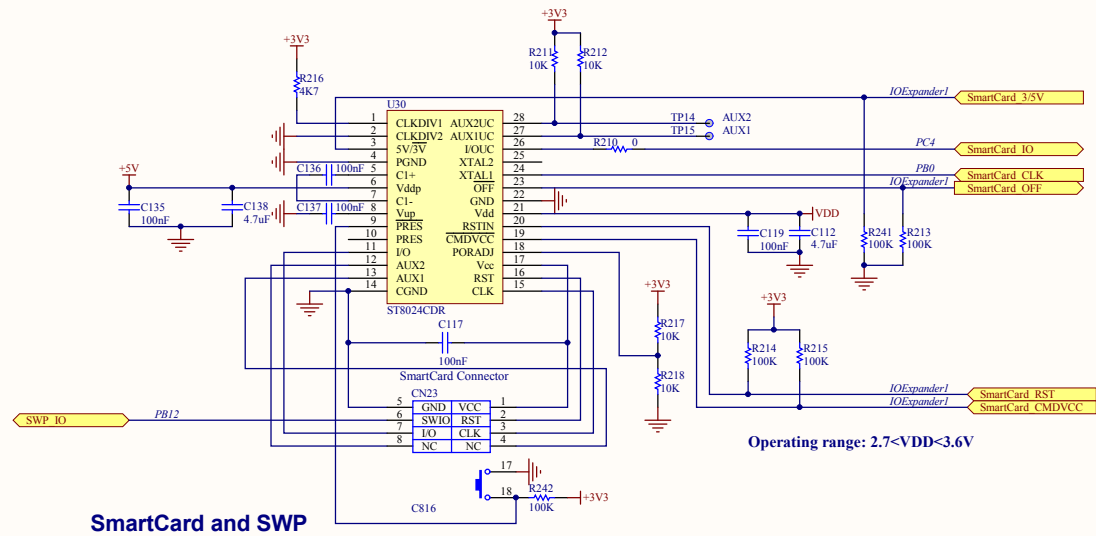 +3V3
+3V3
R211
10K
R212
10K
R216
4K7
IOExpander1
SmartCard_3/5V
U30
1 CLKDIV1 AUX2UC 28
TP14 AUX2
2 CLKDIV2 AUX1UC 27
TP15 AUX1
3 5V/3V I/OUC 26
R210 0
PC4
SmartCard_IO
4 PGND XTAL2 25
5 C1+ XTAL1 24
C136 100nF
PB0
SmartCard_CLK
+5V
6 Vddp OFF 23
IOExpander1
SmartCard_OFF
7 C1- GND 22
8 Vup Vdd 21
C137 100nF
VDD
9 PRES RSTIN 20
10 PRES CMDVCC 19
11 I/O PORADJ 18
12 AUX2 Vcc 17
13 AUX1 RST 16
14 CGND CLK 15
ST8024CDR
C135
100nF
C138
4.7uF
C119
100nF
C112
4.7uF
R241
100K
R213
100K
+3V3
R217
10K
R218
10K
+3V3
R214
100K
R215
100K
C117
100nF
SmartCard Connector
CN23
5 GND VCC 1
6 SWIO RST 2
7 I/O CLK 3
8 NC NC 4
SWP_IO
PB12
IOExpander1
SmartCard_RST
IOExpander1
SmartCard_CMDVCC
Operating range: 2.7<VDD<3.6V
17
18
R242
100K
+3V3
C816
SmartCard and SWP